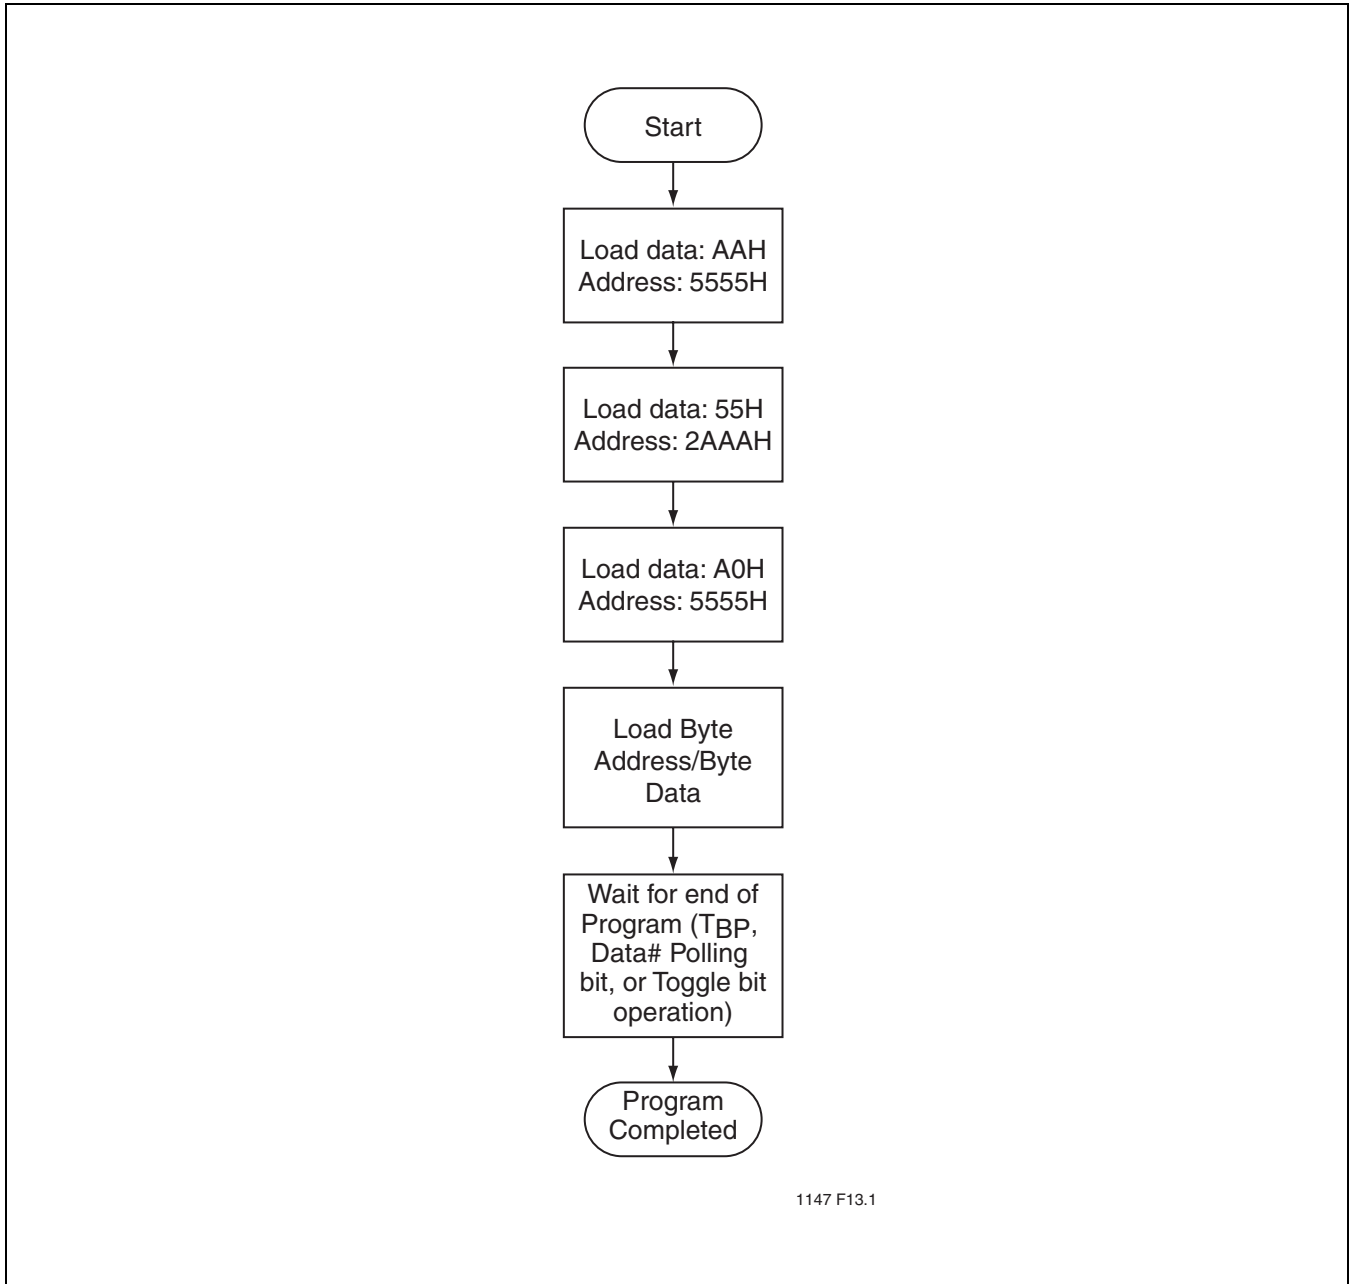 Start
Load data: AAH
Address: 5555H
Load data: 55H
Address: 2AAAH
Load data: A0H
Address: 5555H
Load Byte
Address/Byte
Data
Wait for end of
Program (TBP,
Data# Polling
bit, or Toggle bit
operation)
Program
Completed
1147 F13.1